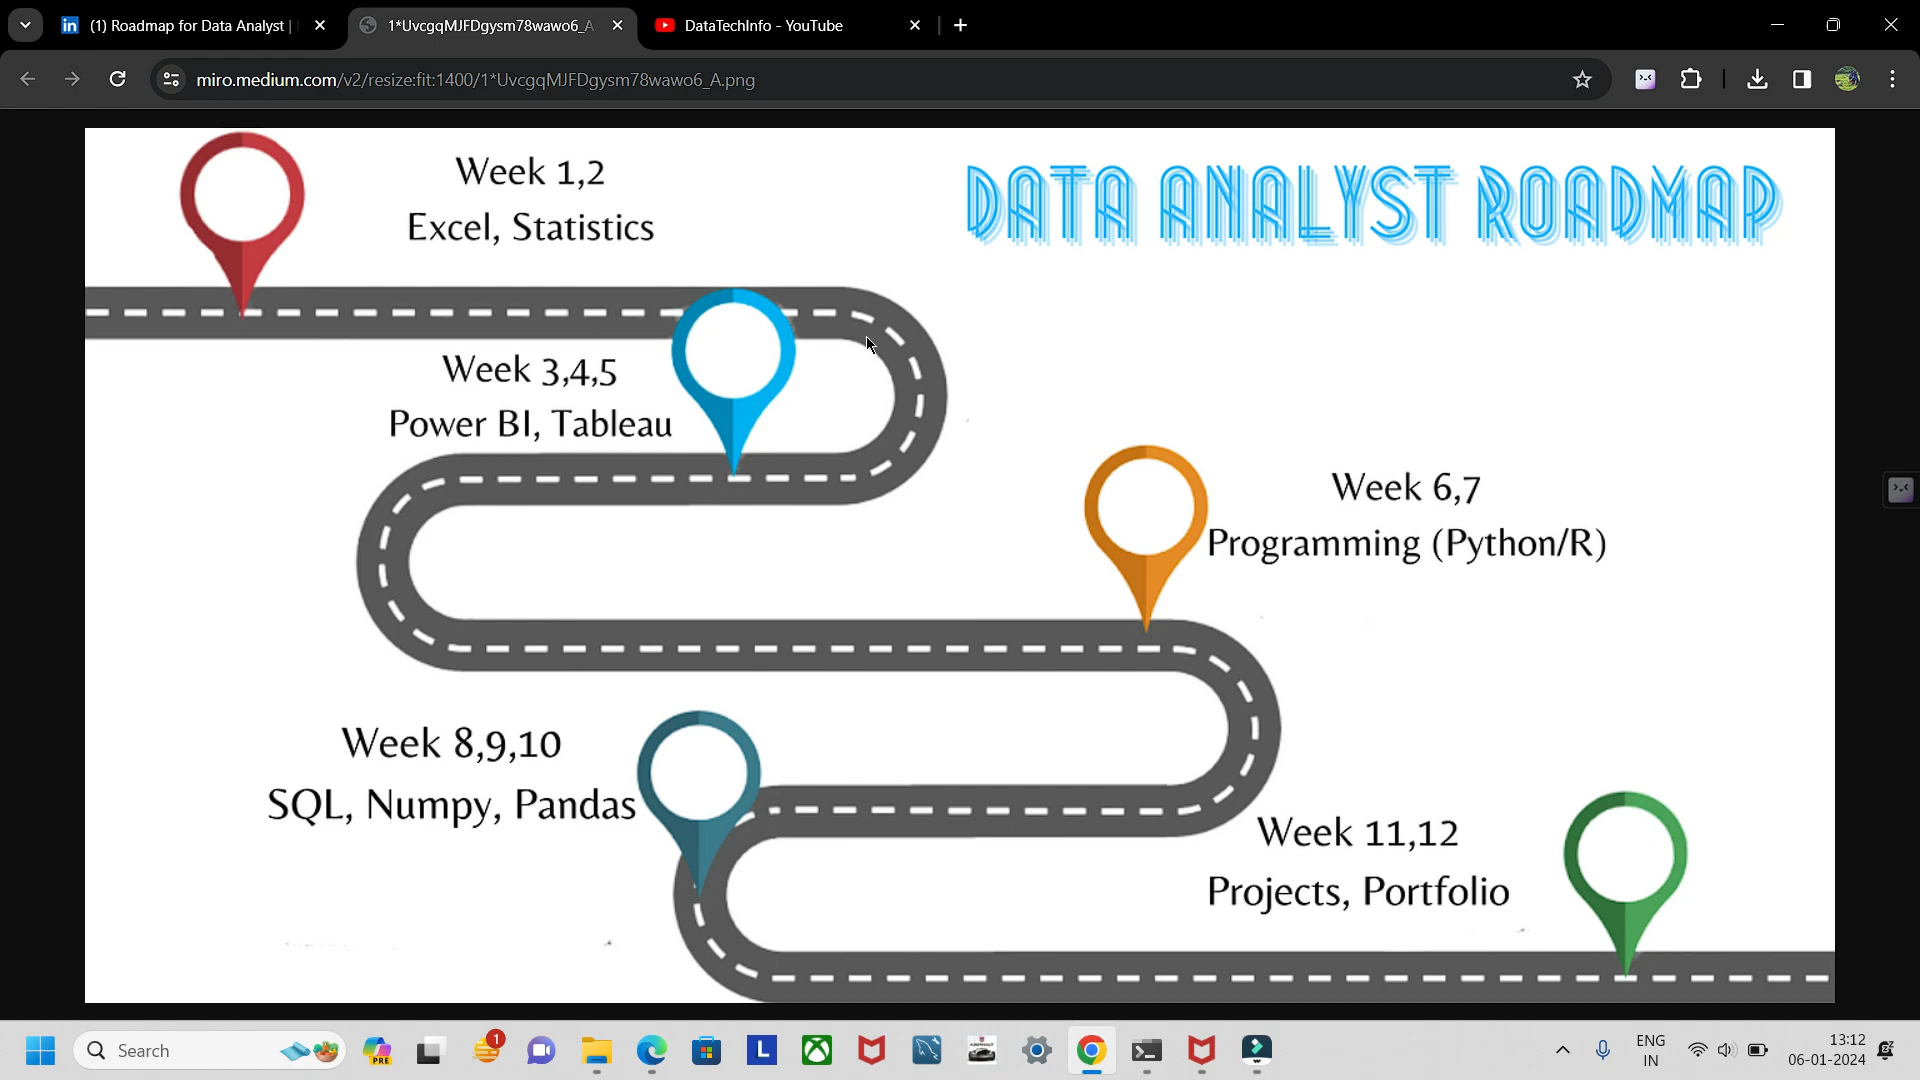 (1) Roadmap for Data Analyst |
1*UvcgqMJFDgysm78wawo6_A
DataTechInfo - YouTube
miro.medium.com/v2/resize:fit:1400/1*UvcgqMJFDgysm78wawo6_A.png
DATA ANALYST ROADMAP
Week 1,2
Excel, Statistics
Week 3,4,5
Power BI, Tableau
Week 6,7
Programming (Python/R)
Week 8,9,10
SQL, Numpy, Pandas
Week 11,12
Projects, Portfolio
Search
PRE
1
L
ENG
IN
13:12
06-01-2024